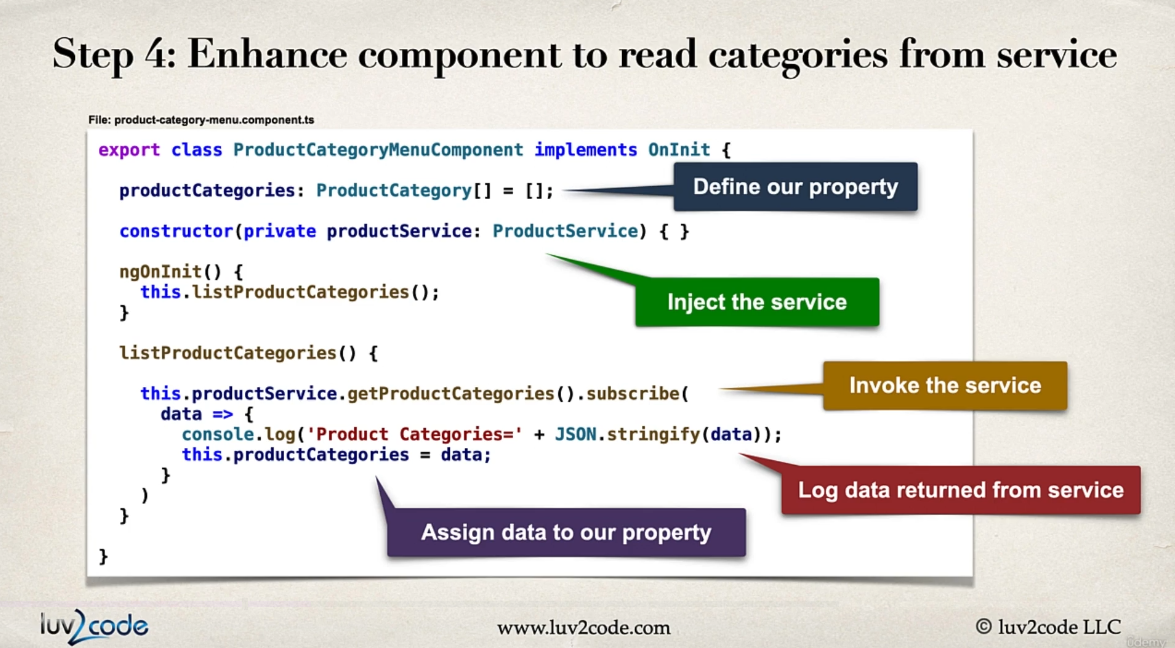 Step 4: Enhance component to read categories from service
File: product-category-menu.component.ts
export class ProductCategoryMenuComponent implements OnInit {
productCategories: ProductCategory[] = [];
Define our property
constructor(private productService: ProductService) { }
Inject the service
ngOnInit() {
this.listProductCategories();
}
listProductCategories() {
this.productService.getProductCategories().subscribe(
Invoke the service
data => {
console.log('Product Categories=' + JSON.stringify(data));
Log data returned from service
this.productCategories = data;
Assign data to our property
}
)
}
}
luv2code
www.luv2code.com
© luv2code LLC
udemy